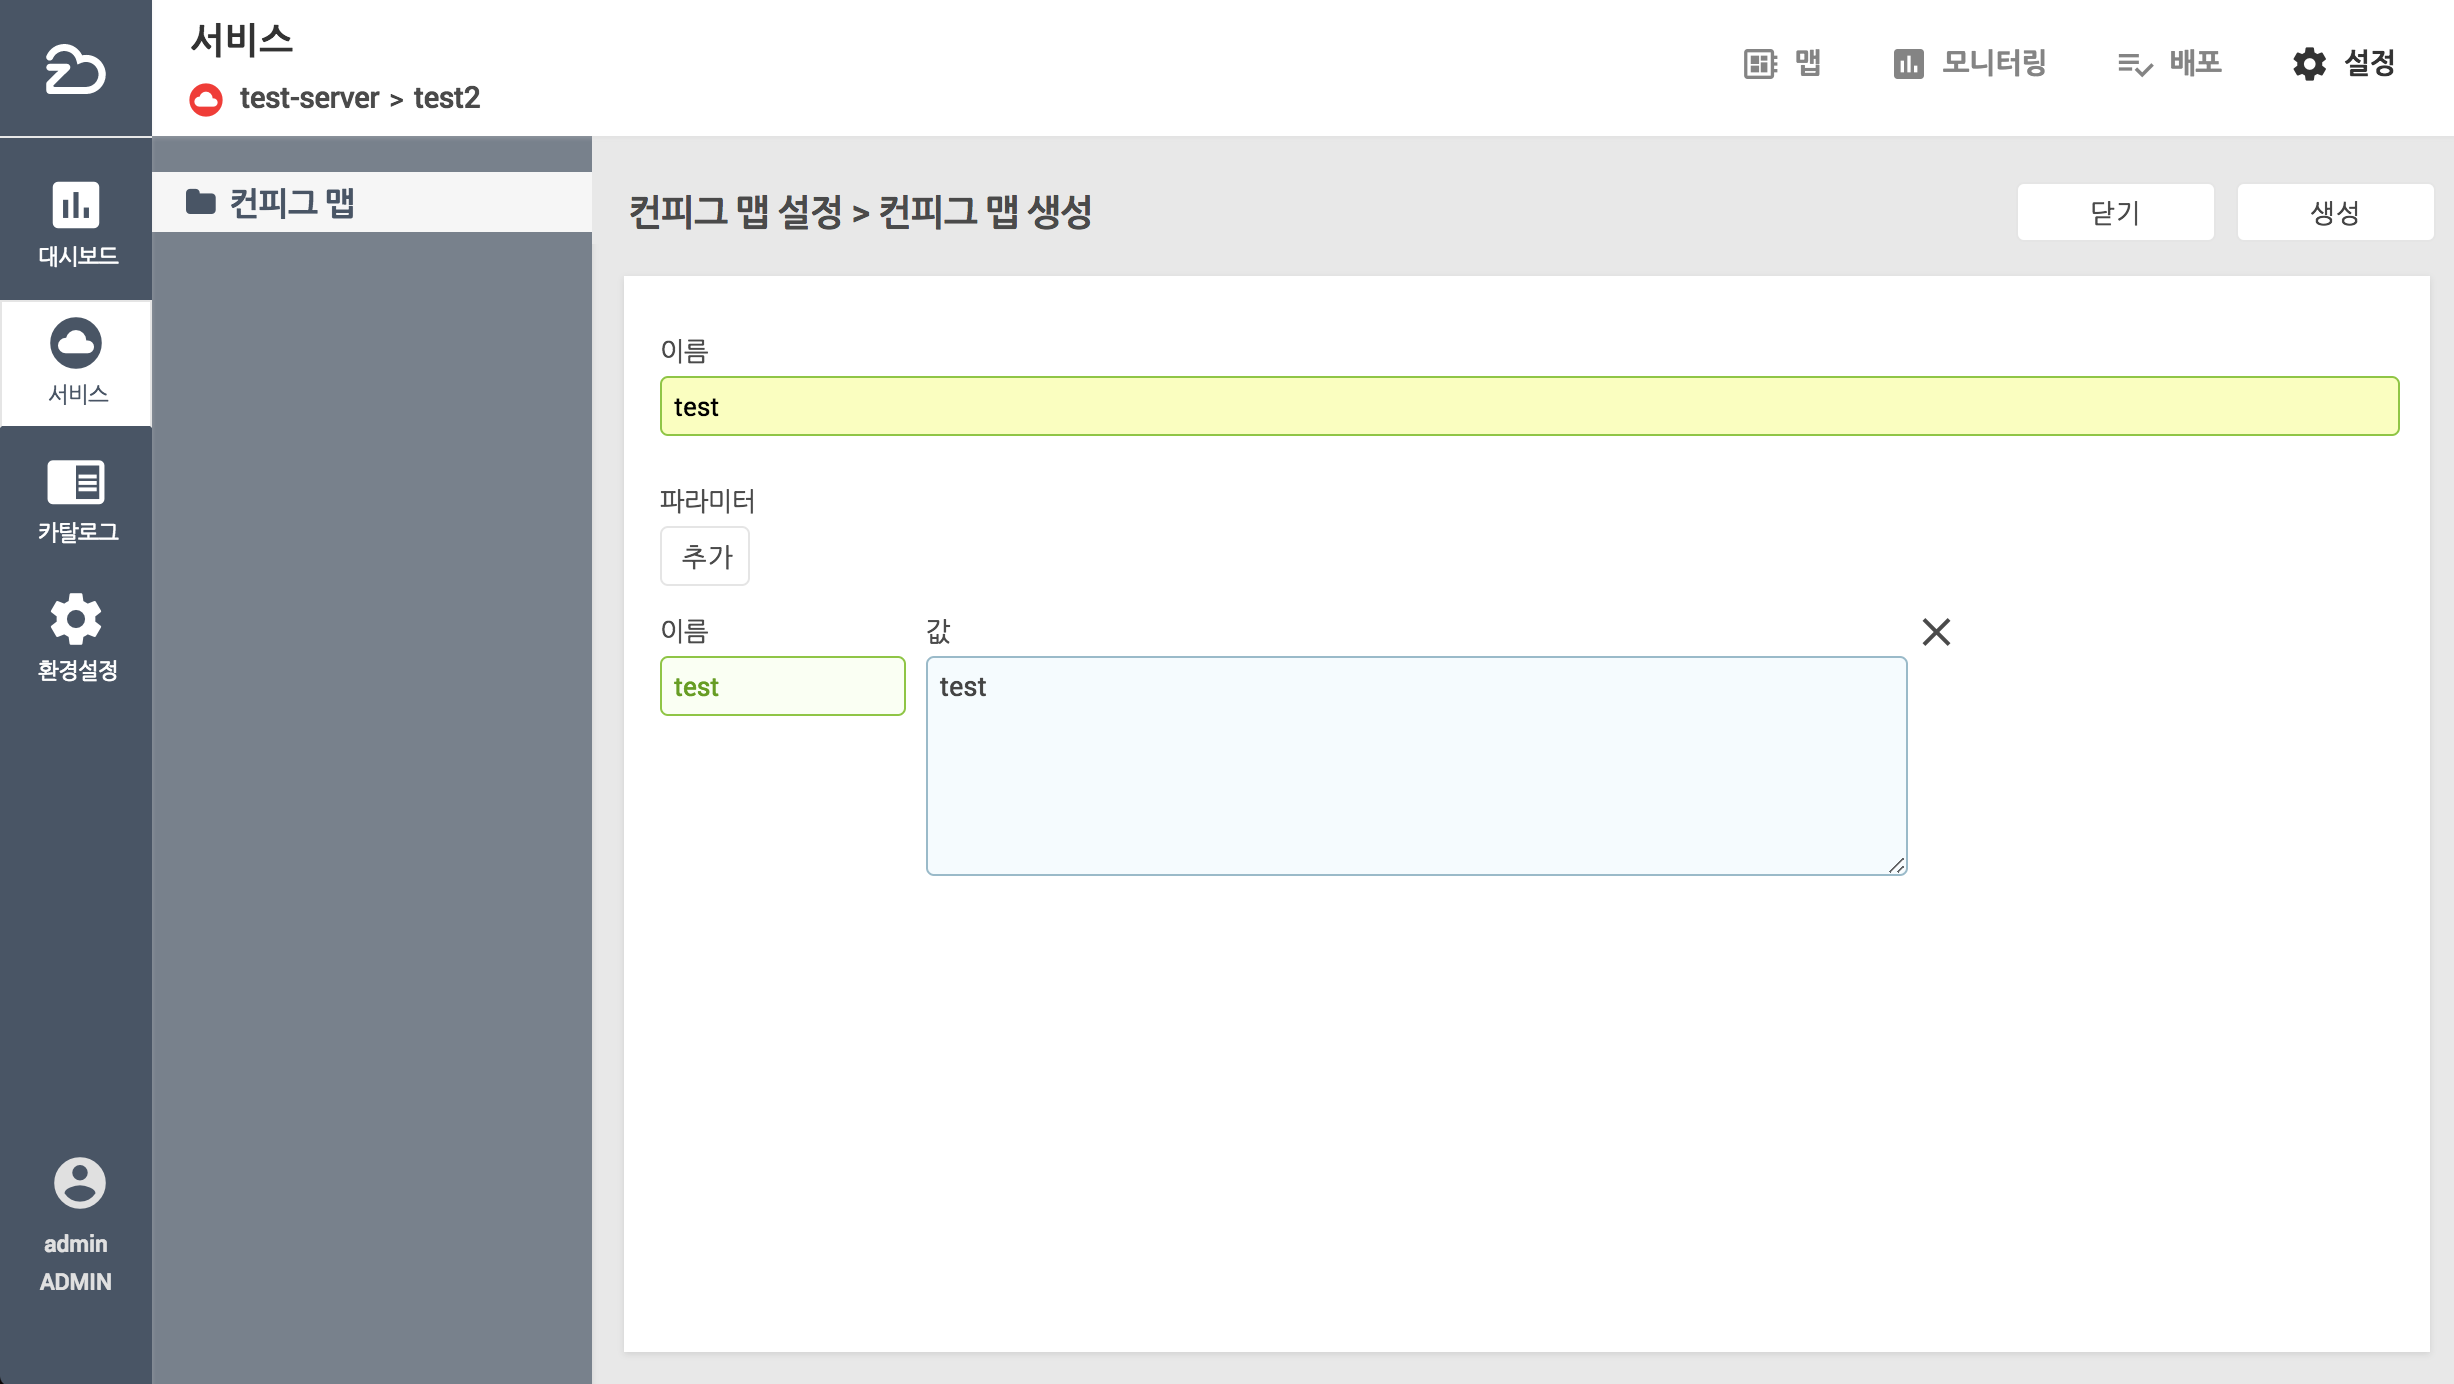 서비스
test-server > test2
맵
모니터링
배포
설정
대시보드
서비스
카탈로그
환경설정
admin
ADMIN
컨피그 맵
컨피그 맵 설정 > 컨피그 맵 생성
닫기
생성
이름
test
파라미터
추가
이름
값
test
test